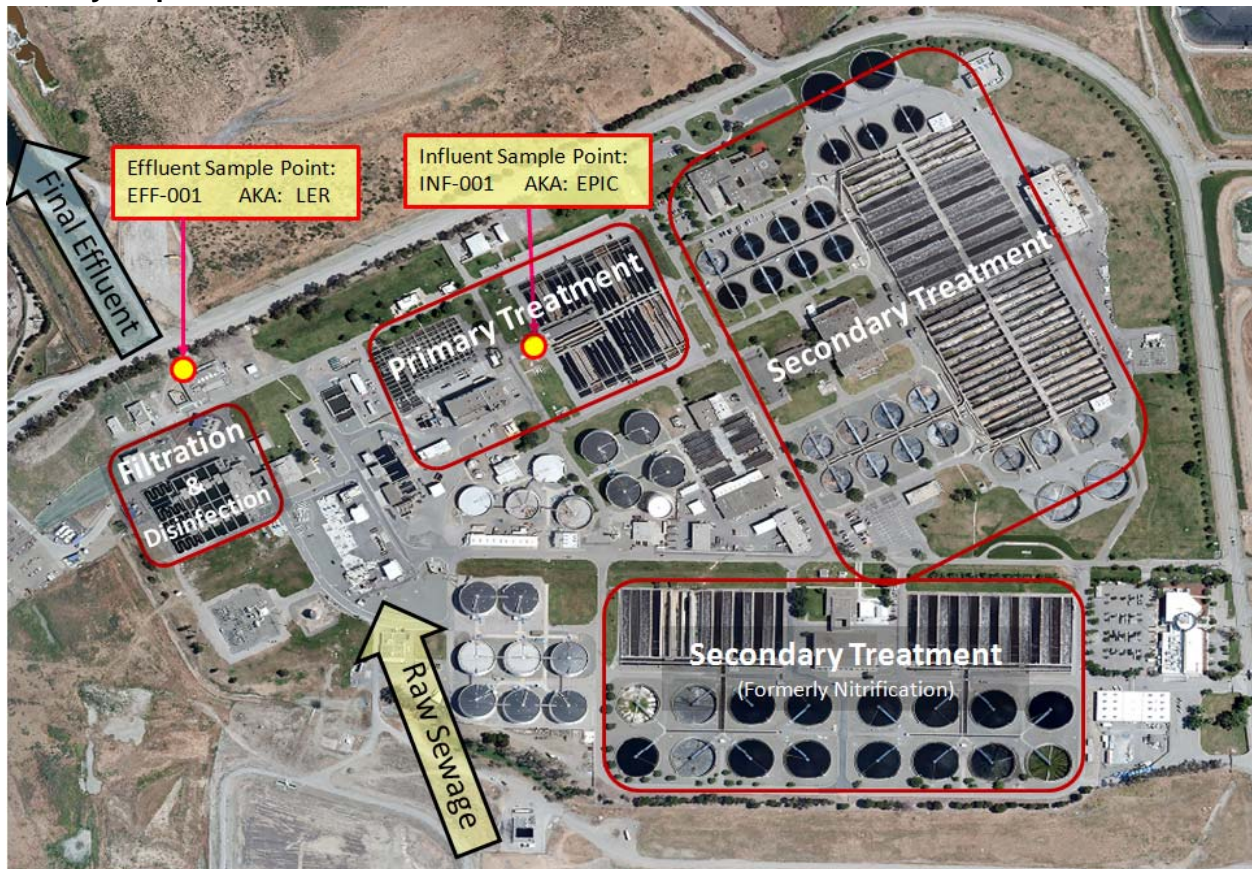 Effluent Sample Point:
EFF-001 AKA: LER
Influent Sample Point:
INF-001 AKA: EPIC
Final Effluent
Primary Treatment
Secondary Treatment
Filtration
&
Disinfection
Raw Sewage
Secondary Treatment
(Formerly Nitrification)